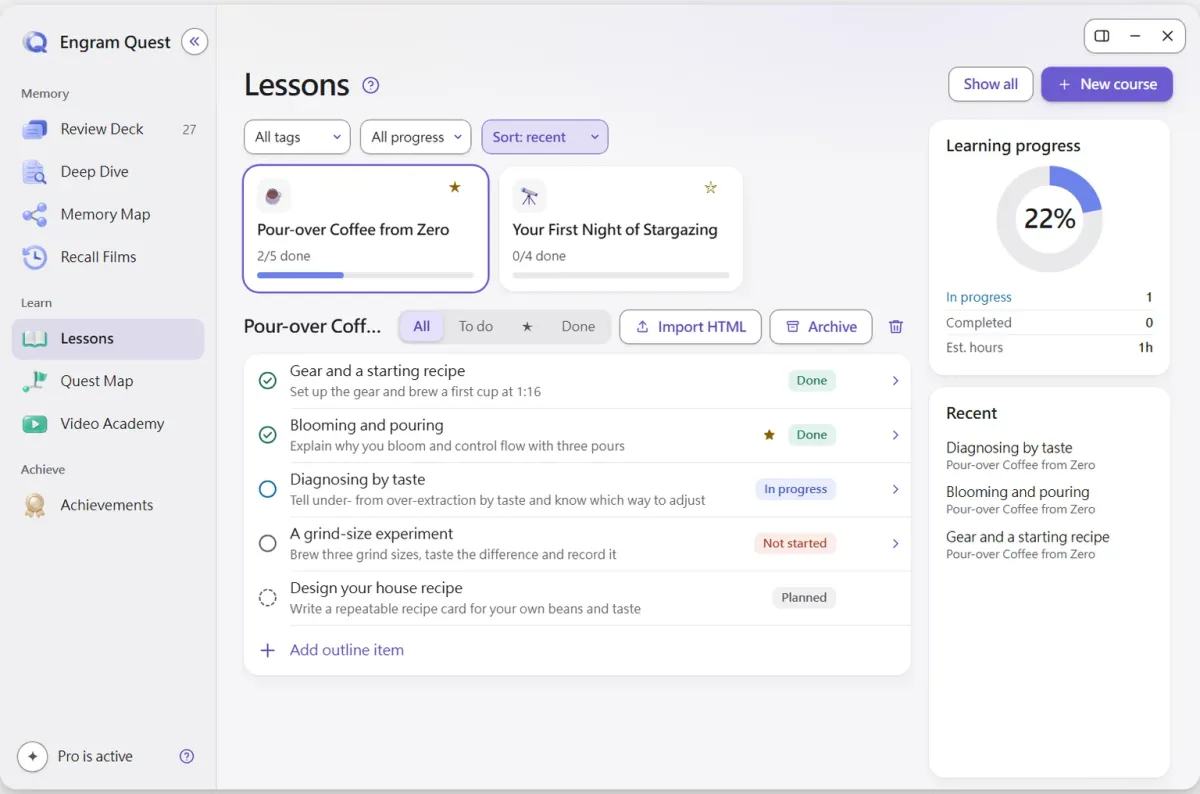 Engram Quest
Memory
Review Deck 27
Deep Dive
Memory Map
Recall Films
Learn
Lessons
Quest Map
Video Academy
Achieve
Achievements
Pro is active
Lessons
Show all
+ New course
All tags
All progress
Sort: recent
Pour-over Coffee from Zero
2/5 done
Your First Night of Stargazing
0/4 done
Pour-over Coff...
All
To do
★
Done
Import HTML
Archive
Gear and a starting recipe
Set up the gear and brew a first cup at 1:16
Done
Blooming and pouring
Explain why you bloom and control flow with three pours
★ Done
Diagnosing by taste
Tell under- from over-extraction by taste and know which way to adjust
In progress
A grind-size experiment
Brew three grind sizes, taste the difference and record it
Not started
Design your house recipe
Write a repeatable recipe card for your own beans and taste
Planned
+ Add outline item
Learning progress
22%
In progress 1
Completed 0
Est. hours 1h
Recent
Diagnosing by taste
Pour-over Coffee from Zero
Blooming and pouring
Pour-over Coffee from Zero
Gear and a starting recipe
Pour-over Coffee from Zero